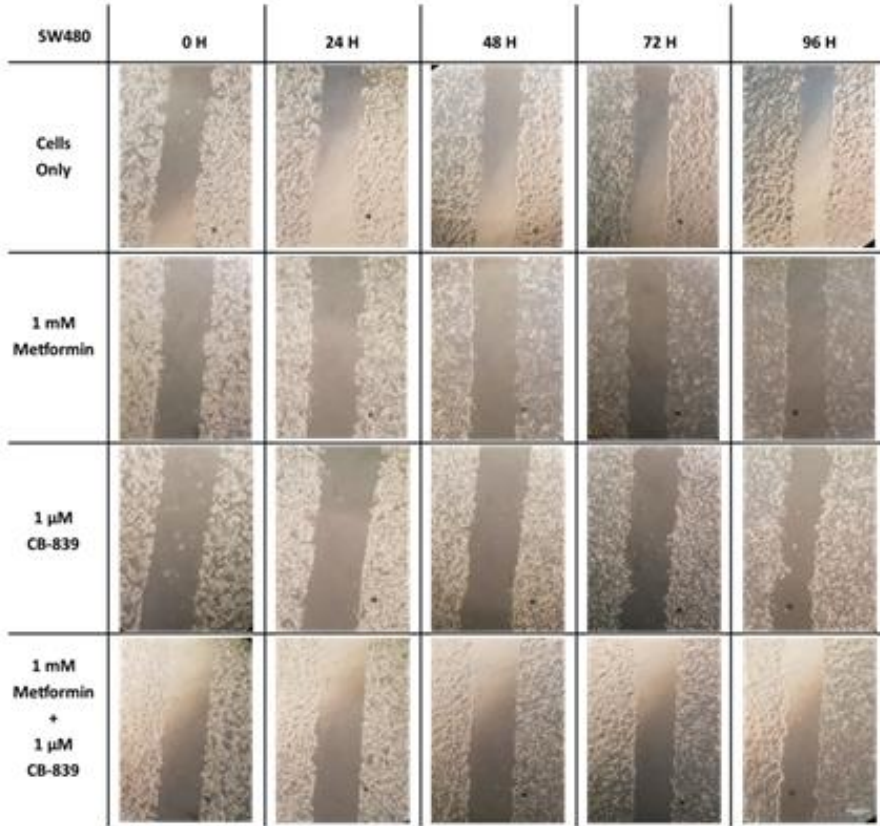 SW480
0 H
24 H
48 H
72 H
96 H
Cells
Only
1 mM
Metformin
1 µM
CB-839
1 mM
Metformin
+
1 µM
CB-839